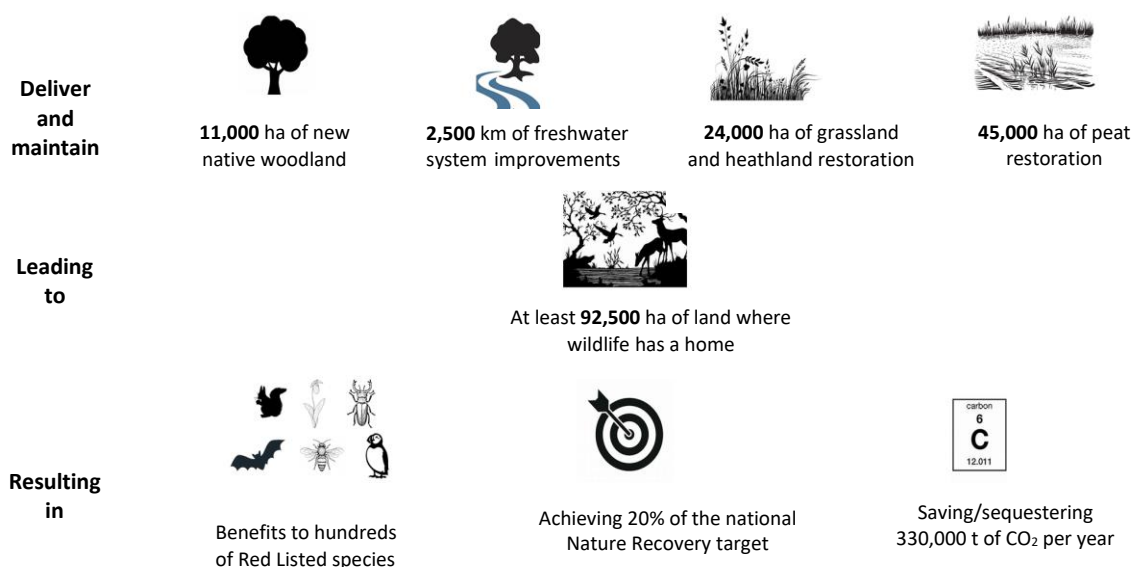 Deliver
and
maintain
11,000 ha of new
native woodland
2,500 km of freshwater
system improvements
24,000 ha of grassland
and heathland restoration
45,000 ha of peat
restoration
Leading
to
At least 92,500 ha of land where
wildlife has a home
Resulting
in
Benefits to hundreds
of Red Listed species
Achieving 20% of the national
Nature Recovery target
carbon
6
C
12.011
Saving/sequestering
330,000 t of CO₂ per year